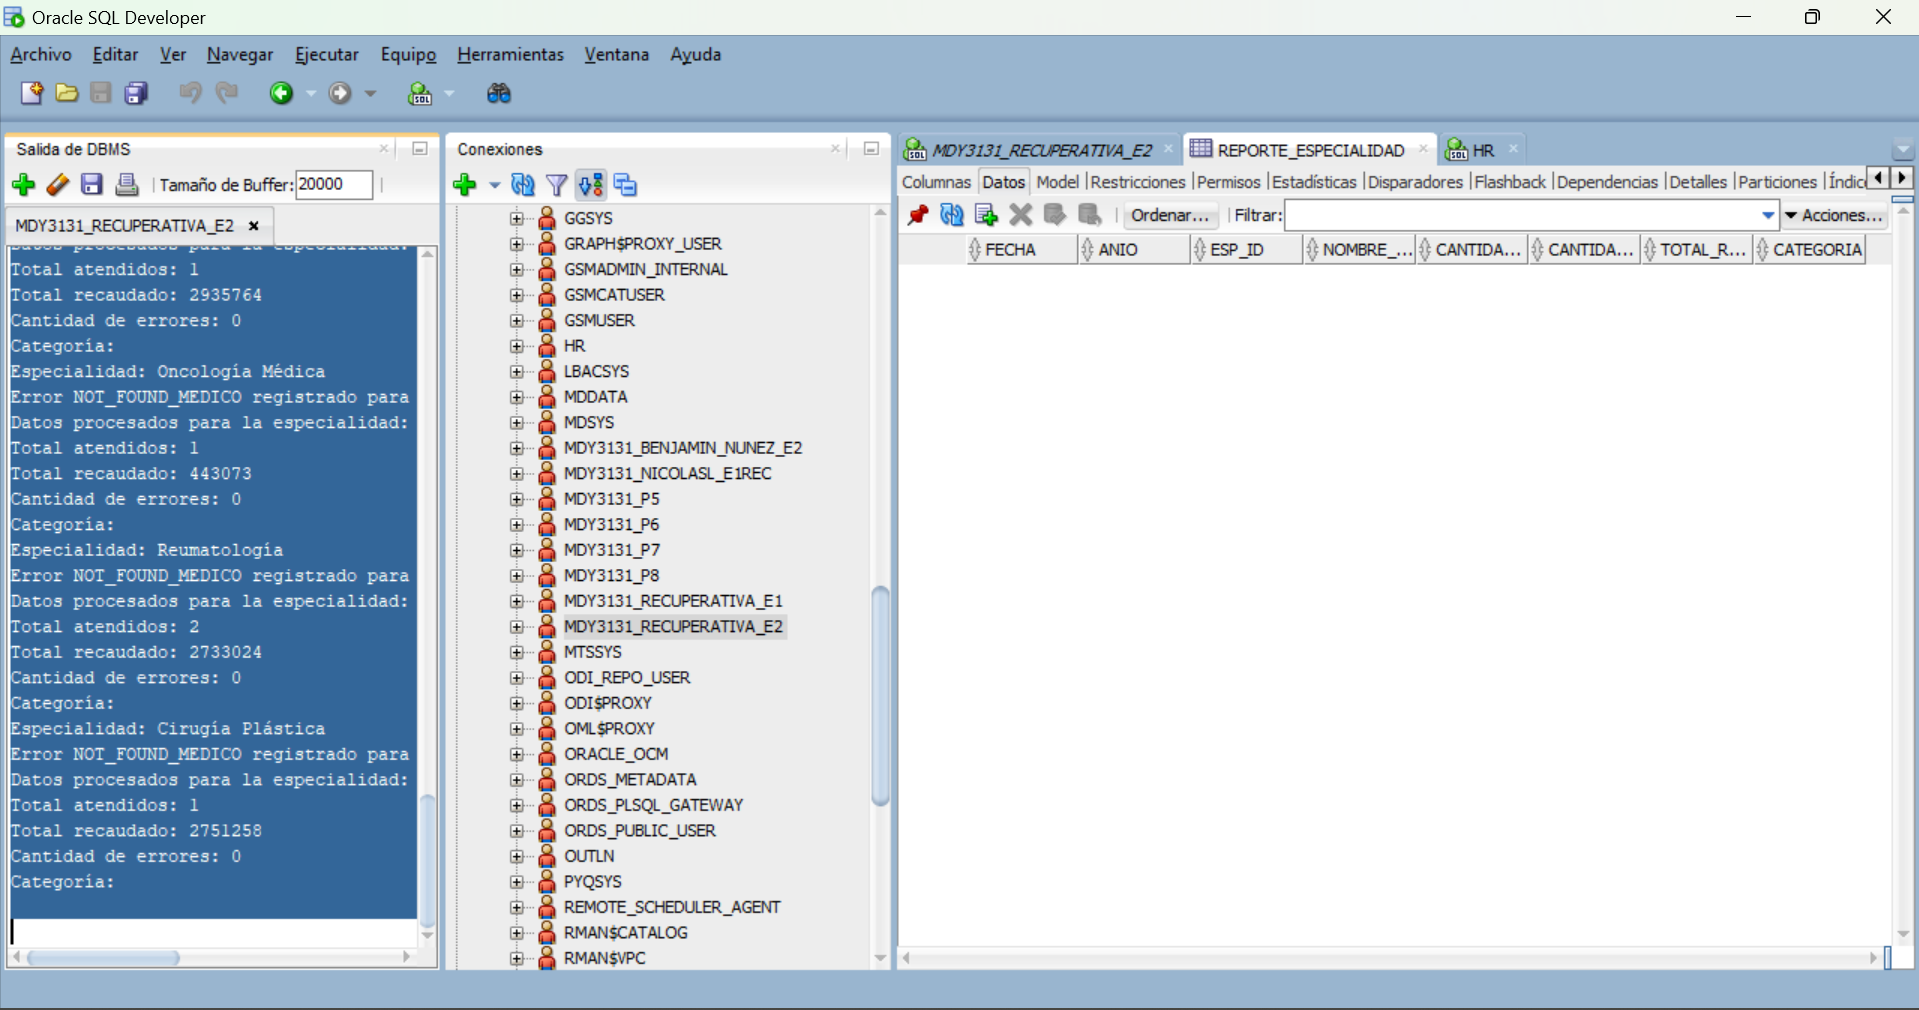 Oracle SQL Developer
Archivo Editar Ver Navegar Ejecutar Equipo Herramientas Ventana Ayuda
Salida de DBMS
Tamaño de Buffer: 20000
MDY3131_RECUPERATIVA_E2
Datos procesados para la especialidad:
Total atendidos: 1
Total recaudado: 2935764
Cantidad de errores: 0
Categoría:
Especialidad: Oncología Médica
Error NOT_FOUND_MEDICO registrado para
Datos procesados para la especialidad:
Total atendidos: 1
Total recaudado: 443073
Cantidad de errores: 0
Categoría:
Especialidad: Reumatología
Error NOT_FOUND_MEDICO registrado para
Datos procesados para la especialidad:
Total atendidos: 2
Total recaudado: 2733024
Cantidad de errores: 0
Categoría:
Especialidad: Cirugía Plástica
Error NOT_FOUND_MEDICO registrado para
Datos procesados para la especialidad:
Total atendidos: 1
Total recaudado: 2751258
Cantidad de errores: 0
Categoría:
Conexiones
GGSYS
GRAPH$PROXY_USER
GSMADMIN_INTERNAL
GSMCATUSER
GSMUSER
HR
LBACSYS
MDDATA
MDSYS
MDY3131_BENJAMIN_NUNEZ_E2
MDY3131_NICOLASL_E1REC
MDY3131_P5
MDY3131_P6
MDY3131_P7
MDY3131_P8
MDY3131_RECUPERATIVA_E1
MDY3131_RECUPERATIVA_E2
MTSSYS
ODI_REPO_USER
ODI$PROXY
OML$PROXY
ORACLE_OCM
ORDS_METADATA
ORDS_PLSQL_GATEWAY
ORDS_PUBLIC_USER
OUTLN
PYQSYS
REMOTE_SCHEDULER_AGENT
RMAN$CATALOG
RMAN$VPC
MDY3131_RECUPERATIVA_E2 REPORTE_ESPECIALIDAD HR
Columnas Datos Model Restricciones Permisos Estadísticas Disparadores Flashback Dependencias Detalles Particiones Índic
Ordenar... Filtrar: Acciones...
FECHA ANIO ESP_ID NOMBRE_... CANTIDA... CANTIDA... TOTAL_R... CATEGORIA